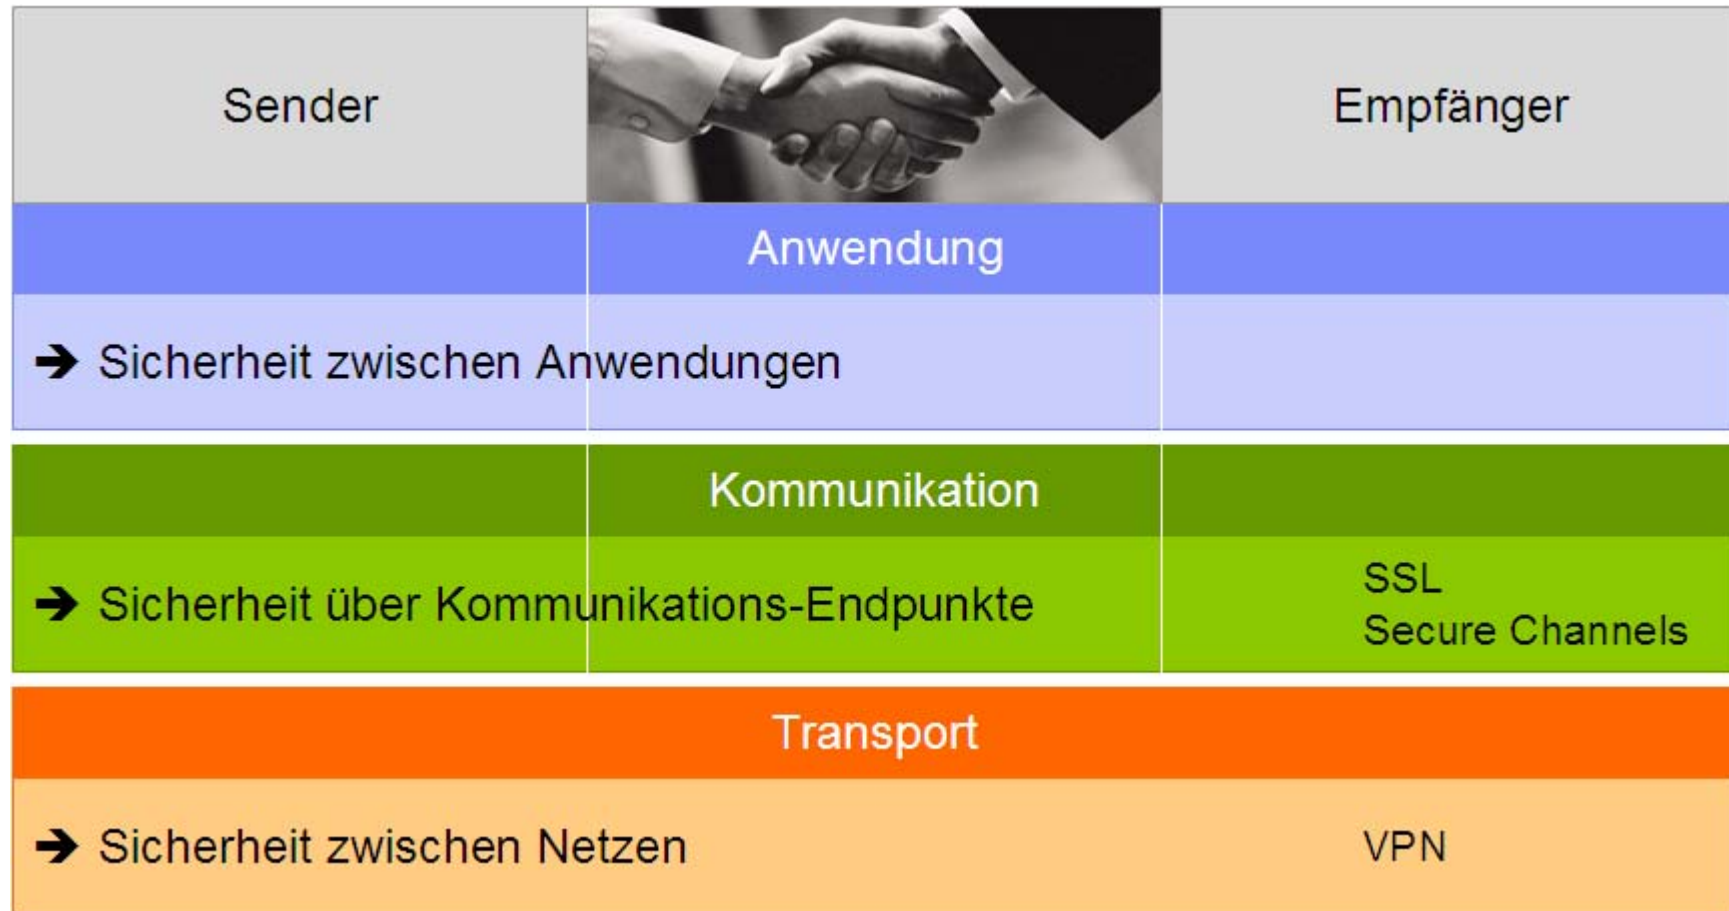 Sender
Empfänger
Anwendung
➔ Sicherheit zwischen Anwendungen
Kommunikation
➔ Sicherheit über Kommunikations-Endpunkte
SSL
Secure Channels
Transport
➔ Sicherheit zwischen Netzen
VPN